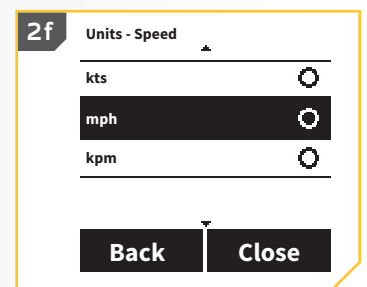 2f
Units - Speed
kts
mph
kpm
Back Close